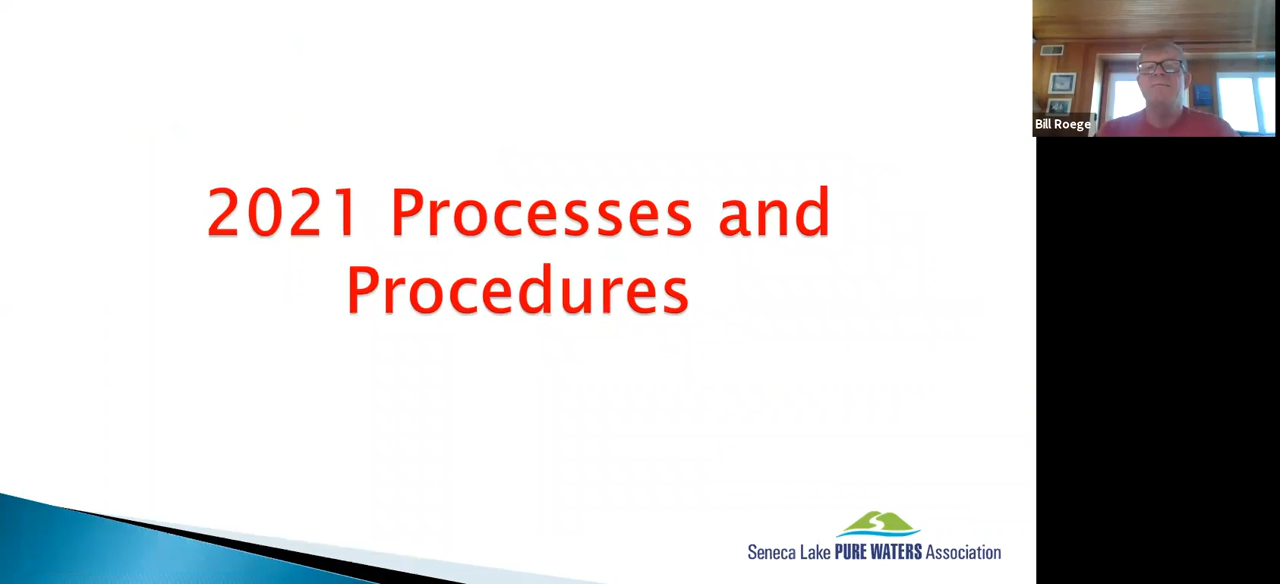 2021 Processes and
Procedures
Bill Roege
Seneca Lake PURE WATERS Association